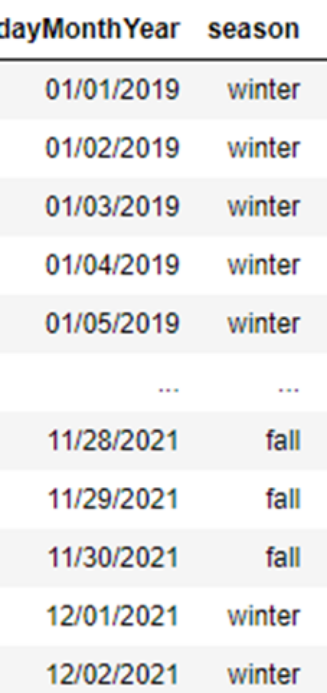 dayMonthYear season
01/01/2019 winter
01/02/2019 winter
01/03/2019 winter
01/04/2019 winter
01/05/2019 winter
... ...
11/28/2021 fall
11/29/2021 fall
11/30/2021 fall
12/01/2021 winter
12/02/2021 winter